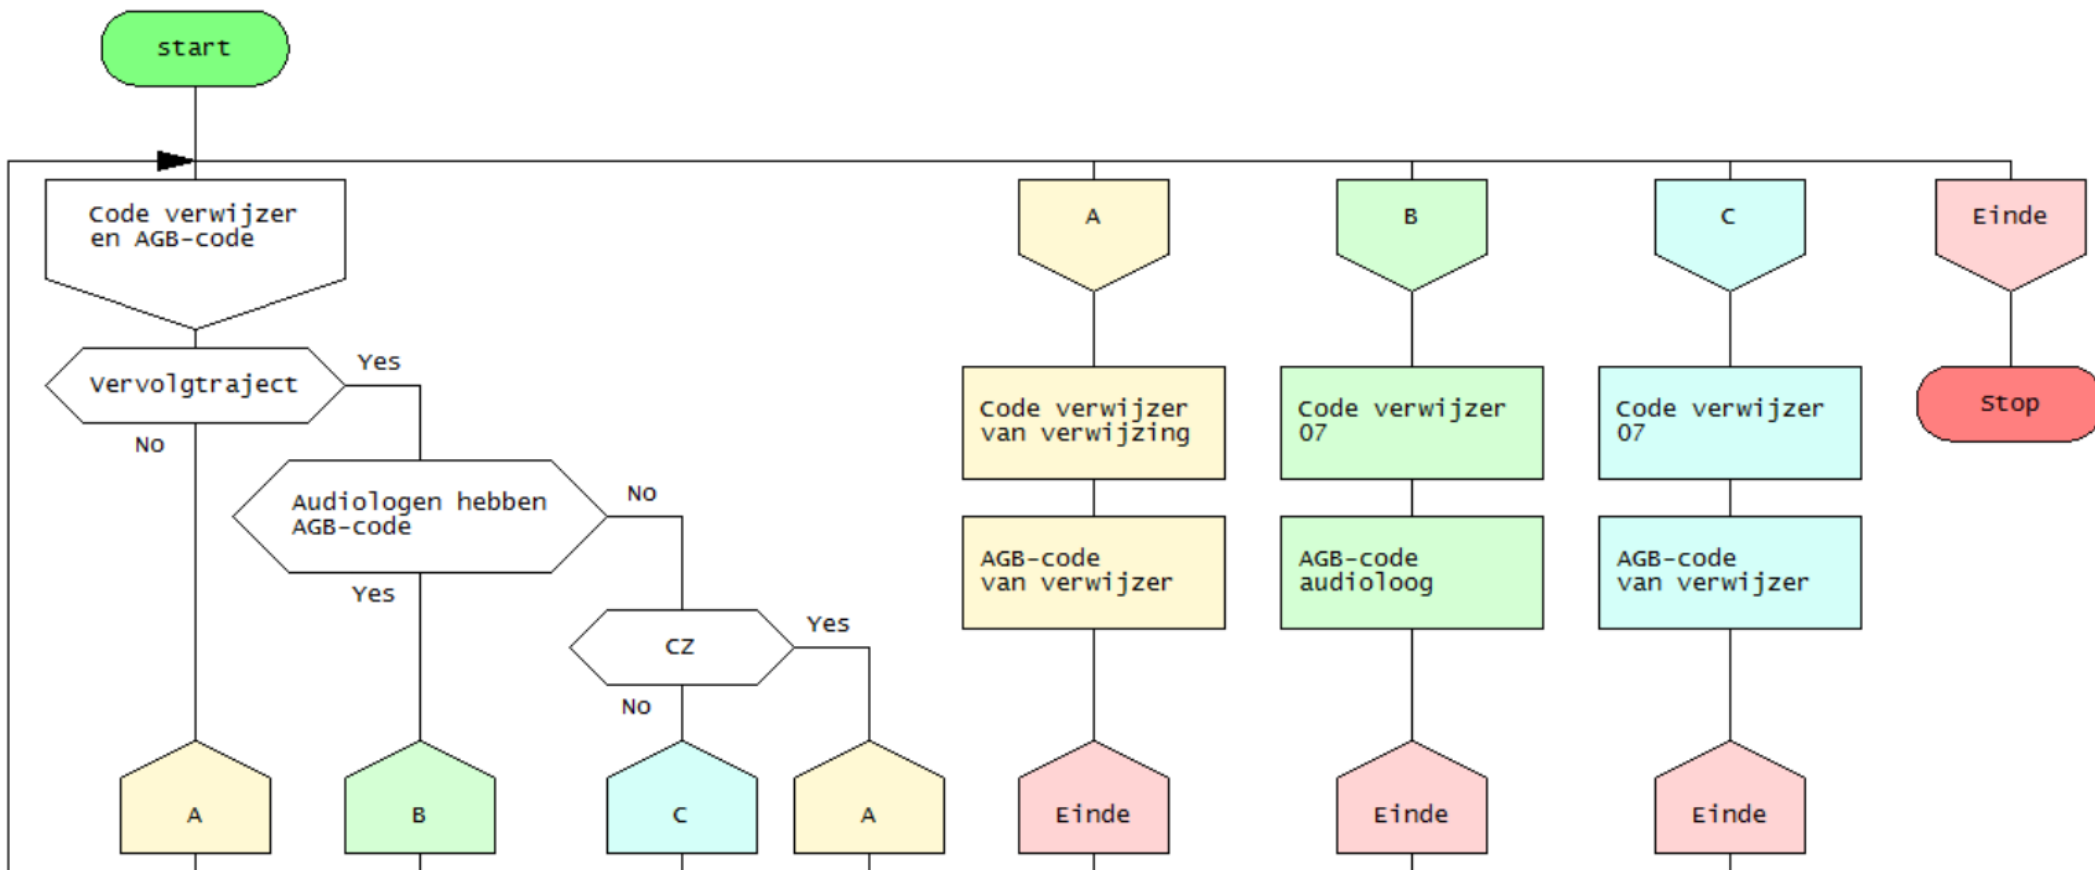 start
Code verwijzer
en AGB-code
A
B
C
Einde
Vervolgtraject
Yes
No
Audiologen hebben
AGB-code
No
Yes
CZ
Yes
No
A
B
C
A
Code verwijzer
van verwijzing
AGB-code
van verwijzer
Einde
Code verwijzer
07
AGB-code
audioloog
Einde
Code verwijzer
07
AGB-code
van verwijzer
Einde
Stop